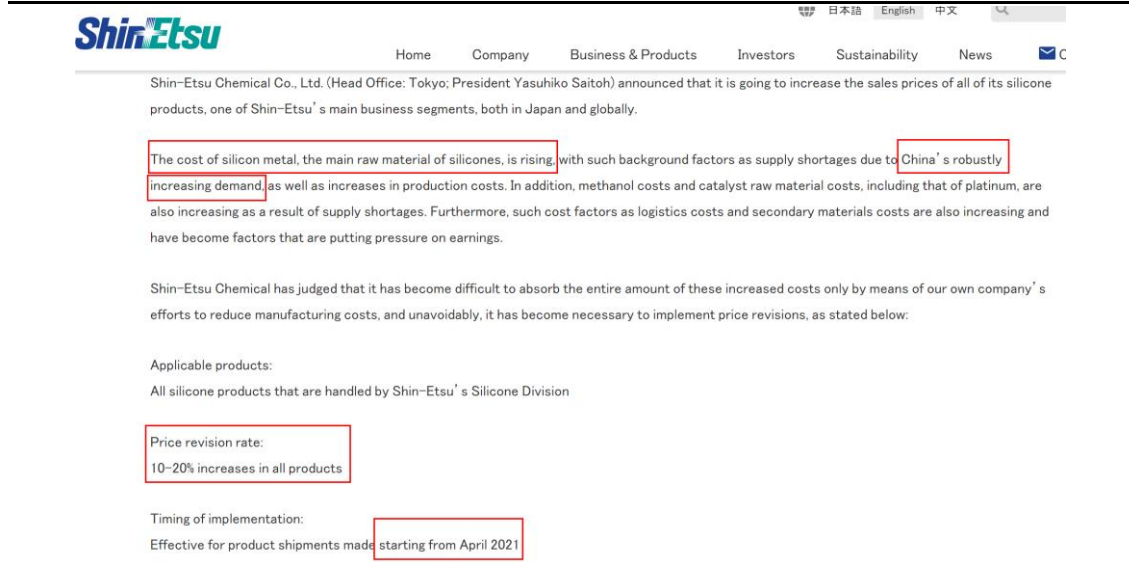 日本語 English 中文
Shin-Etsu
Home Company Business & Products Investors Sustainability News
Shin-Etsu Chemical Co., Ltd. (Head Office: Tokyo; President Yasuhiko Saitoh) announced that it is going to increase the sales prices of all of its silicone
products, one of Shin-Etsu's main business segments, both in Japan and globally.
The cost of silicon metal, the main raw material of silicones, is rising, with such background factors as supply shortages due to China's robustly
increasing demand, as well as increases in production costs. In addition, methanol costs and catalyst raw material costs, including that of platinum, are
also increasing as a result of supply shortages. Furthermore, such cost factors as logistics costs and secondary materials costs are also increasing and
have become factors that are putting pressure on earnings.
Shin-Etsu Chemical has judged that it has become difficult to absorb the entire amount of these increased costs only by means of our own company's
efforts to reduce manufacturing costs, and unavoidably, it has become necessary to implement price revisions, as stated below:
Applicable products:
All silicone products that are handled by Shin-Etsu's Silicone Division
Price revision rate:
10-20% increases in all products
Timing of implementation:
Effective for product shipments made starting from April 2021